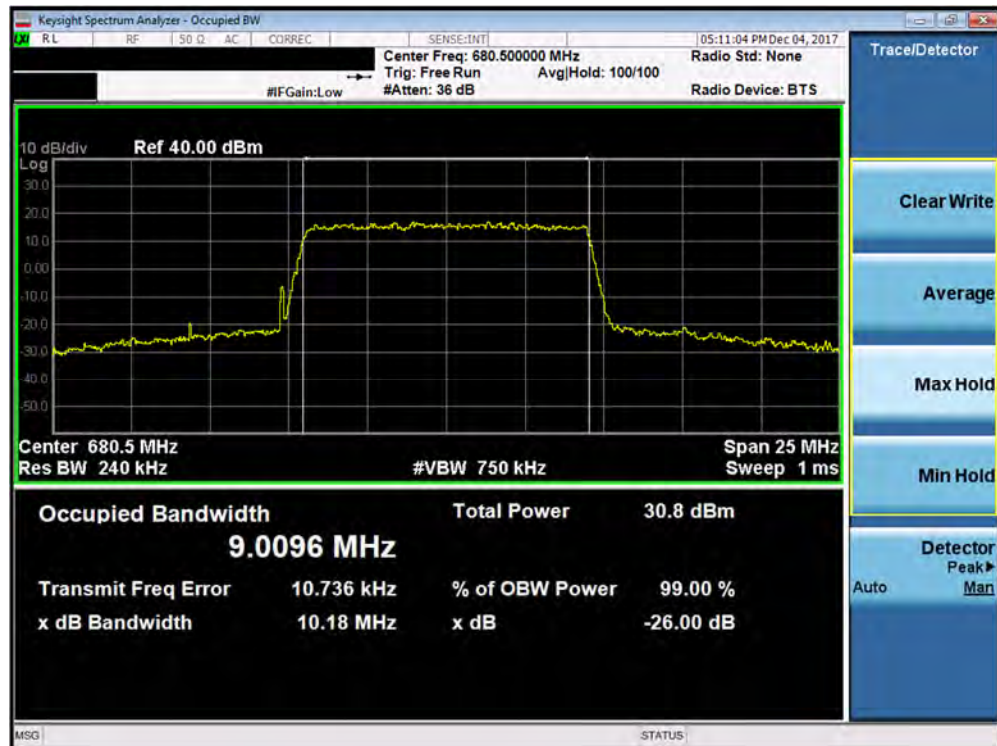 Keysight Spectrum Analyzer - Occupied BW
LXI RL RF 50 Ω AC CORREC SENSE:INT 05:11:04 PM Dec 04, 2017
Center Freq: 680.500000 MHz Radio Std: None
Trig: Free Run Avg|Hold: 100/100
#IFGain:Low #Atten: 36 dB Radio Device: BTS
10 dB/div Ref 40.00 dBm
Log
30.0
20.0
10.0
0.00
-10.0
-20.0
-30.0
-40.0
-50.0
Center 680.5 MHz Span 25 MHz
Res BW 240 kHz #VBW 750 kHz Sweep 1 ms
Occupied Bandwidth Total Power 30.8 dBm
9.0096 MHz
Transmit Freq Error 10.736 kHz % of OBW Power 99.00 %
x dB Bandwidth 10.18 MHz x dB -26.00 dB
MSG STATUS
Trace/Detector
Clear Write
Average
Max Hold
Min Hold
Detector
Peak▶
Auto Man